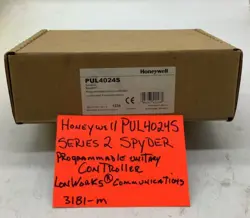 Honeywell
PUL4024S
HONEYWELL PUL4024S
SERIES 2 SPYDER
PROGRAMMABLE UNITARY
CONTROLLER
LONWORKS® COMMUNICATIONS
3181-m